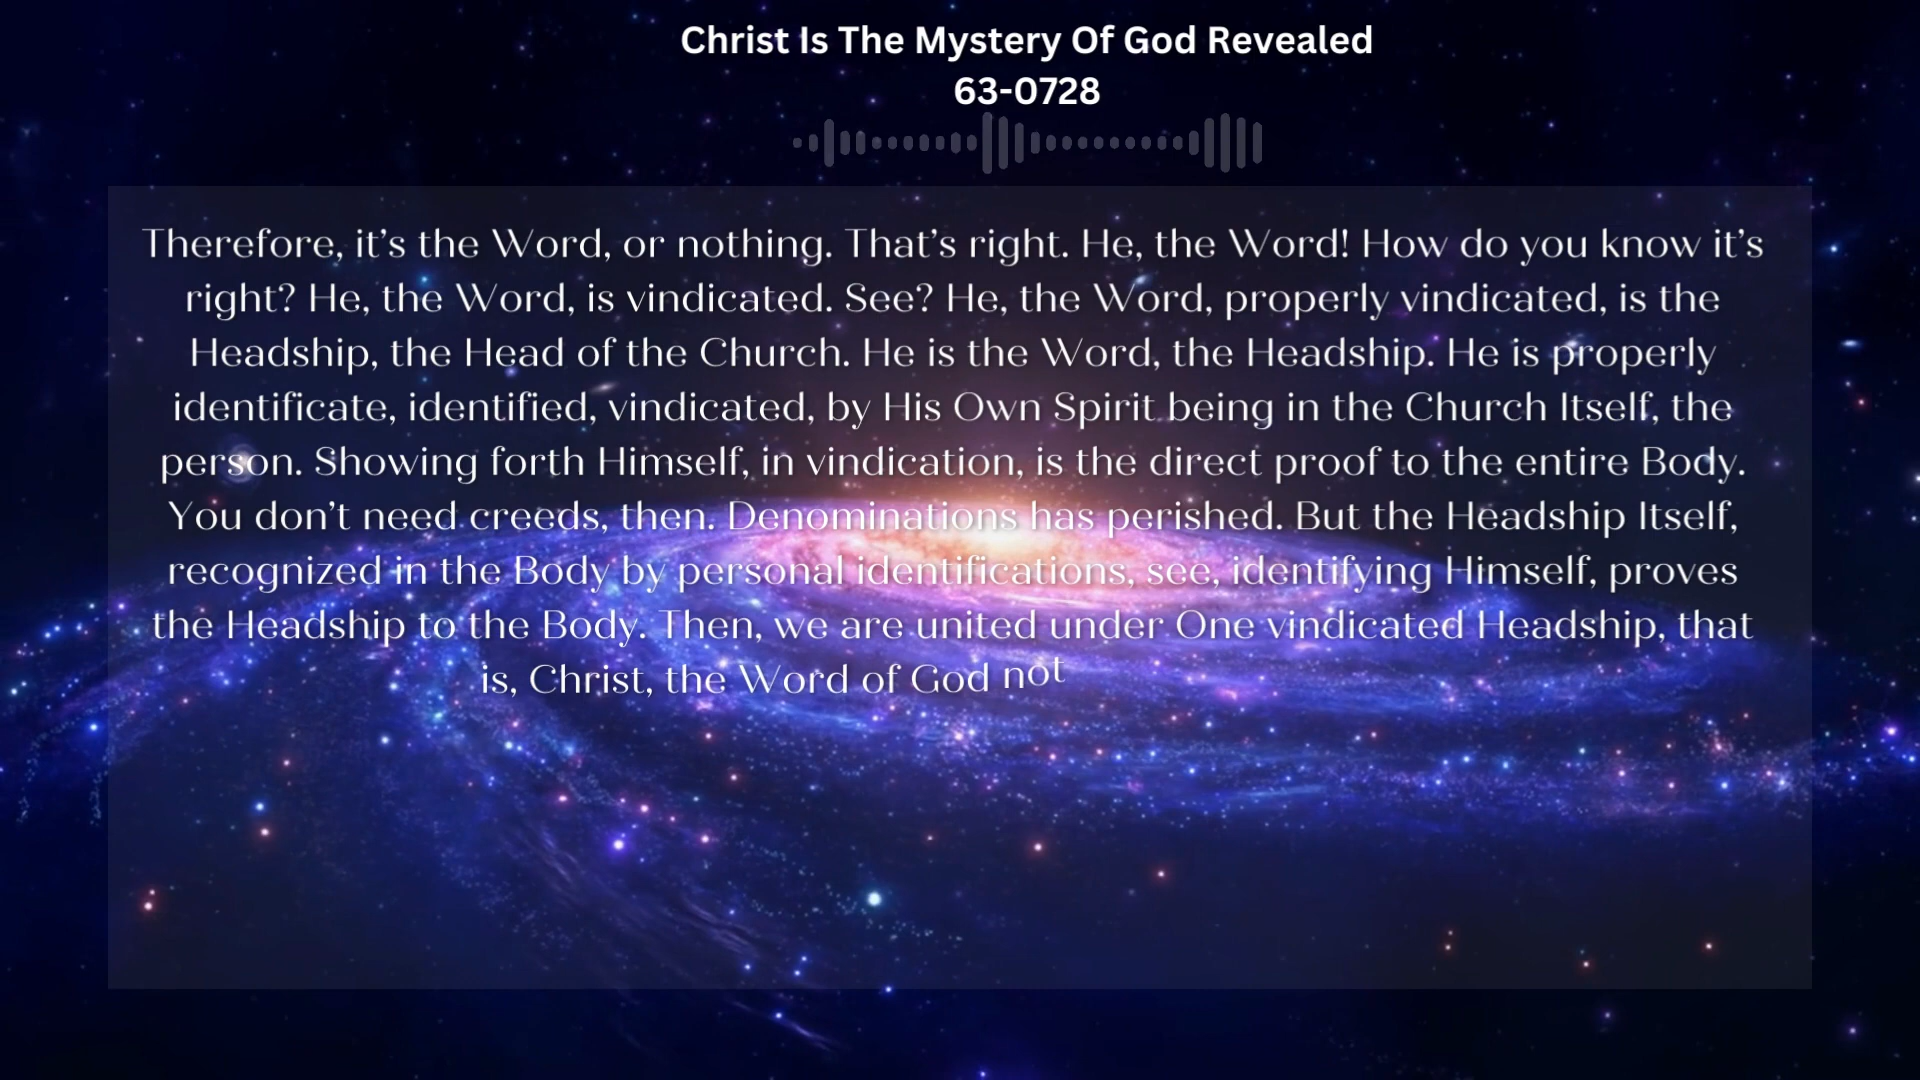 Christ Is The Mystery Of God Revealed
63-0728
Therefore, it's the Word, or nothing. That's right. He, the Word! How do you know it's
right? He, the Word, is vindicated. See? He, the Word, properly vindicated, is the
Headship, the Head of the Church. He is the Word, the Headship. He is properly
identificate, identified, vindicated, by His Own Spirit being in the Church Itself, the
person. Showing forth Himself, in vindication, is the direct proof to the entire Body.
You don't need creeds, then. Denominations has perished. But the Headship Itself,
recognized in the Body by personal identifications, see, identifying Himself, proves
the Headship to the Body. Then, we are united under One vindicated Headship, that
is, Christ, the Word of God not